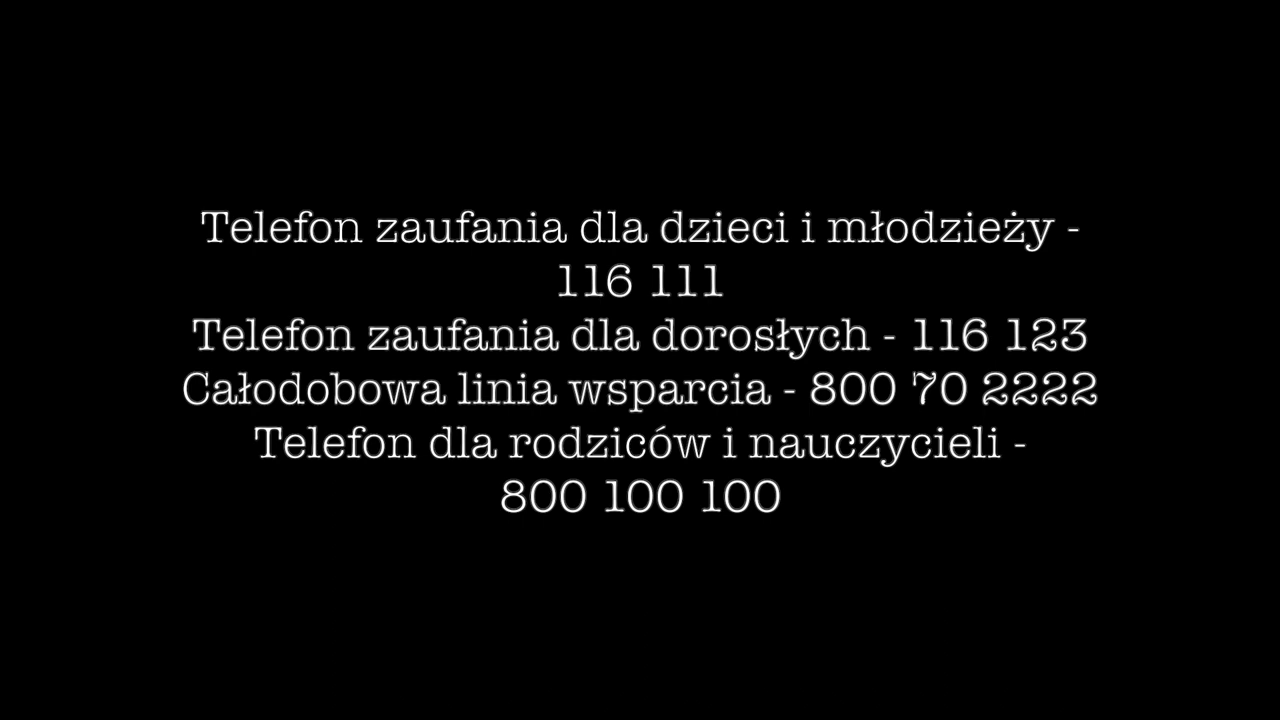 Telefon zaufania dla dzieci i młodzieży -
116 111
Telefon zaufania dla dorosłych - 116 123
Całodobowa linia wsparcia - 800 70 2222
Telefon dla rodziców i nauczycieli -
800 100 100